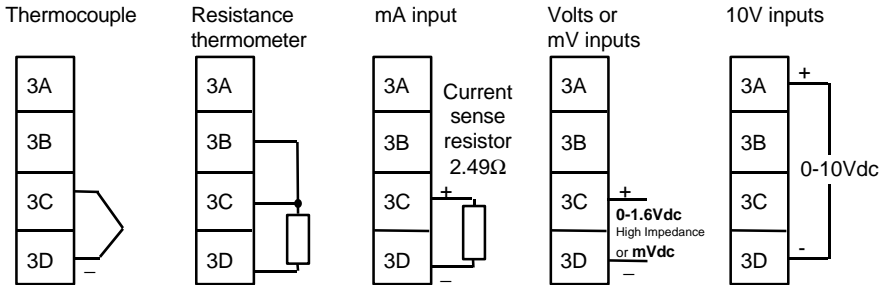 Thermocouple
3A
3B
3C
3D
–
Resistance
thermometer
3A
3B
3C
3D
mA input
3A
3B
3C
3D
Current
sense
resistor
2.49Ω
+
–
Volts or
mV inputs
3A
3B
3C
3D
+
0-1.6Vdc
High Impedance
or mVdc
–
10V inputs
3A
3B
3C
3D
+
0-10Vdc
-